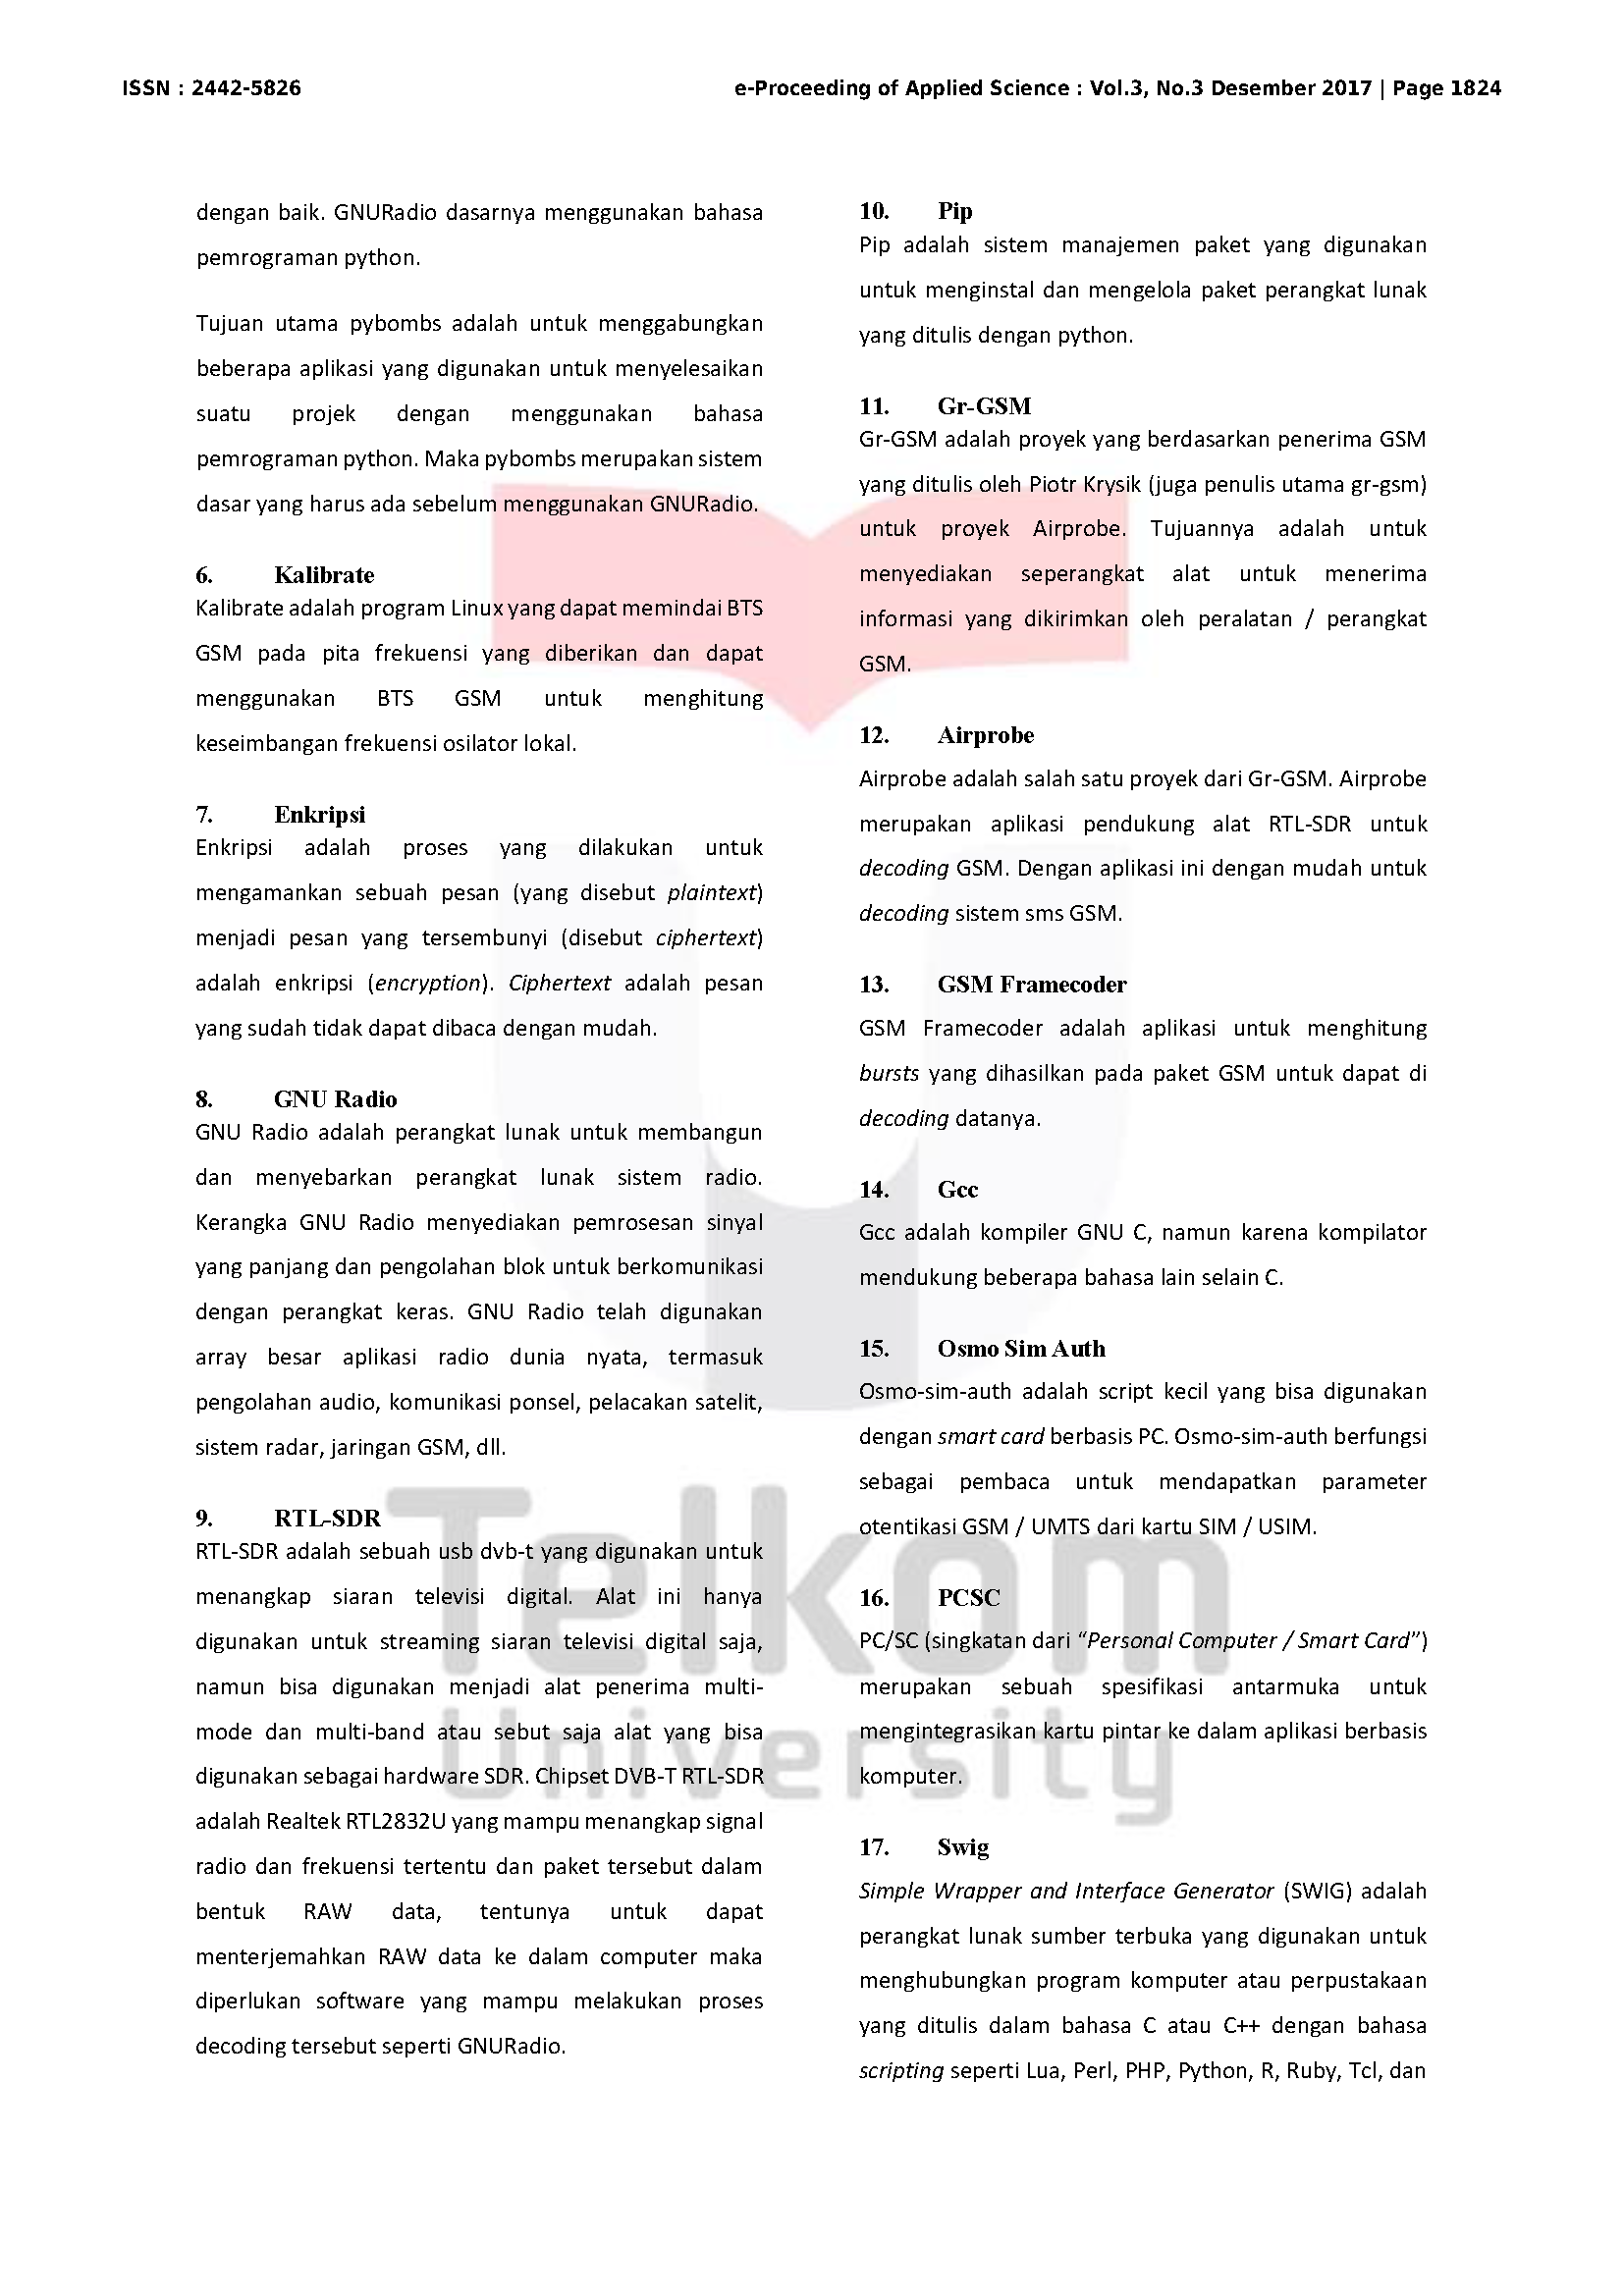 ISSN : 2442-5826
e-Proceeding of Applied Science : Vol.3, No.3 Desember 2017 | Page 1824
dengan baik. GNURadio dasarnya menggunakan bahasa
pemrograman python.
Tujuan utama pybombs adalah untuk menggabungkan
beberapa aplikasi yang digunakan untuk menyelesaikan
suatu projek dengan menggunakan bahasa
pemrograman python. Maka pybombs merupakan sistem
dasar yang harus ada sebelum menggunakan GNURadio.
6. Kalibrate
Kalibrate adalah program Linux yang dapat memindai BTS
GSM pada pita frekuensi yang diberikan dan dapat
menggunakan BTS GSM untuk menghitung
keseimbangan frekuensi osilator lokal.
7. Enkripsi
Enkripsi adalah proses yang dilakukan untuk
mengamankan sebuah pesan (yang disebut plaintext)
menjadi pesan yang tersembunyi (disebut ciphertext)
adalah enkripsi (encryption). Ciphertext adalah pesan
yang sudah tidak dapat dibaca dengan mudah.
8. GNU Radio
GNU Radio adalah perangkat lunak untuk membangun
dan menyebarkan perangkat lunak sistem radio.
Kerangka GNU Radio menyediakan pemrosesan sinyal
yang panjang dan pengolahan blok untuk berkomunikasi
dengan perangkat keras. GNU Radio telah digunakan
array besar aplikasi radio dunia nyata, termasuk
pengolahan audio, komunikasi ponsel, pelacakan satelit,
sistem radar, jaringan GSM, dll.
9. RTL-SDR
RTL-SDR adalah sebuah usb dvb-t yang digunakan untuk
menangkap siaran televisi digital. Alat ini hanya
digunakan untuk streaming siaran televisi digital saja,
namun bisa digunakan menjadi alat penerima multi-
mode dan multi-band atau sebut saja alat yang bisa
digunakan sebagai hardware SDR. Chipset DVB-T RTL-SDR
adalah Realtek RTL2832U yang mampu menangkap signal
radio dan frekuensi tertentu dan paket tersebut dalam
bentuk RAW data, tentunya untuk dapat
menterjemahkan RAW data ke dalam computer maka
diperlukan software yang mampu melakukan proses
decoding tersebut seperti GNURadio.
10. Pip
Pip adalah sistem manajemen paket yang digunakan
untuk menginstal dan mengelola paket perangkat lunak
yang ditulis dengan python.
11. Gr-GSM
Gr-GSM adalah proyek yang berdasarkan penerima GSM
yang ditulis oleh Piotr Krysik (juga penulis utama gr-gsm)
untuk proyek Airprobe. Tujuannya adalah untuk
menyediakan seperangkat alat untuk menerima
informasi yang dikirimkan oleh peralatan / perangkat
GSM.
12. Airprobe
Airprobe adalah salah satu proyek dari Gr-GSM. Airprobe
merupakan aplikasi pendukung alat RTL-SDR untuk
decoding GSM. Dengan aplikasi ini dengan mudah untuk
decoding sistem sms GSM.
13. GSM Framecoder
GSM Framecoder adalah aplikasi untuk menghitung
bursts yang dihasilkan pada paket GSM untuk dapat di
decoding datanya.
14. Gcc
Gcc adalah kompiler GNU C, namun karena kompilator
mendukung beberapa bahasa lain selain C.
15. Osmo Sim Auth
Osmo-sim-auth adalah script kecil yang bisa digunakan
dengan smart card berbasis PC. Osmo-sim-auth berfungsi
sebagai pembaca untuk mendapatkan parameter
otentikasi GSM / UMTS dari kartu SIM / USIM.
16. PCSC
PC/SC (singkatan dari “Personal Computer / Smart Card”)
merupakan sebuah spesifikasi antarmuka untuk
mengintegrasikan kartu pintar ke dalam aplikasi berbasis
komputer.
17. Swig
Simple Wrapper and Interface Generator (SWIG) adalah
perangkat lunak sumber terbuka yang digunakan untuk
menghubungkan program komputer atau perpustakaan
yang ditulis dalam bahasa C atau C++ dengan bahasa
scripting seperti Lua, Perl, PHP, Python, R, Ruby, Tcl, dan
Telkom
University